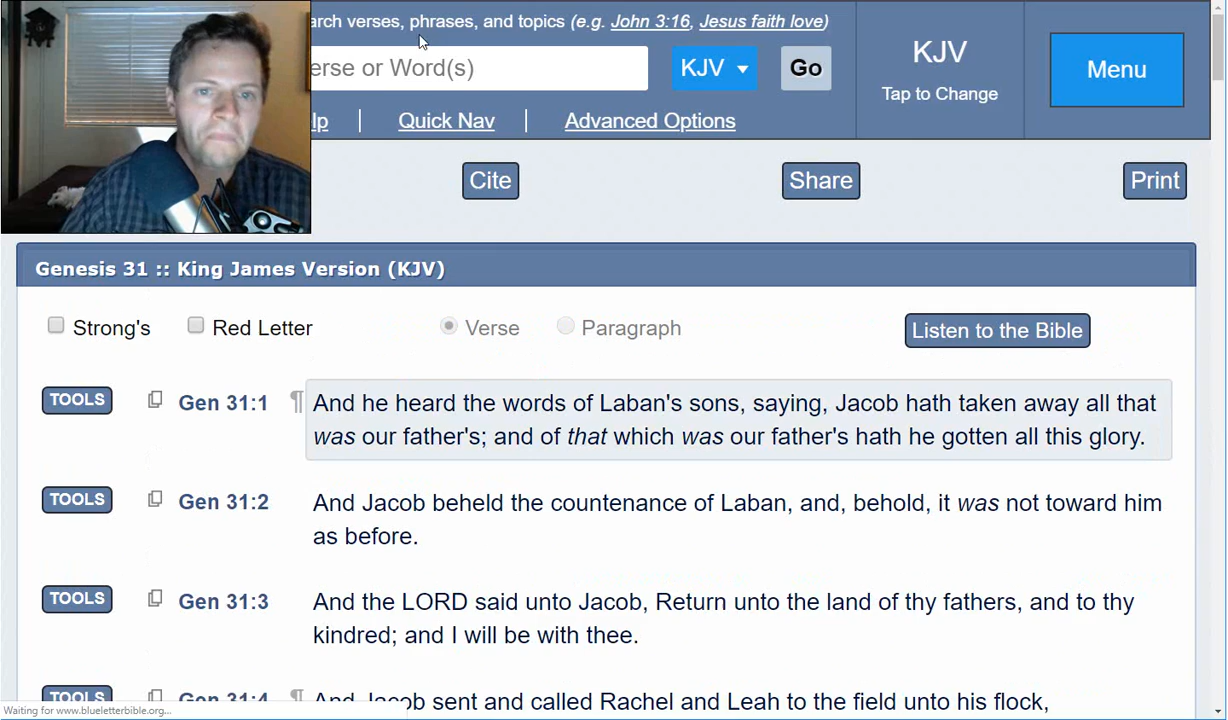 arch verses, phrases, and topics (e.g. John 3:16, Jesus faith love)
erse or Word(s)
KJV
Go
KJV
Tap to Change
Menu
lp
Quick Nav
Advanced Options
Cite
Share
Print
Genesis 31 :: King James Version (KJV)
Strong's
Red Letter
Verse
Paragraph
Listen to the Bible
TOOLS Gen 31:1 ¶ And he heard the words of Laban's sons, saying, Jacob hath taken away all that
was our father's; and of that which was our father's hath he gotten all this glory.
TOOLS Gen 31:2 And Jacob beheld the countenance of Laban, and, behold, it was not toward him
as before.
TOOLS Gen 31:3 And the LORD said unto Jacob, Return unto the land of thy fathers, and to thy
kindred; and I will be with thee.
TOOLS Gen 31:4 ¶ And Jacob sent and called Rachel and Leah to the field unto his flock,
Waiting for www.blueletterbible.org...